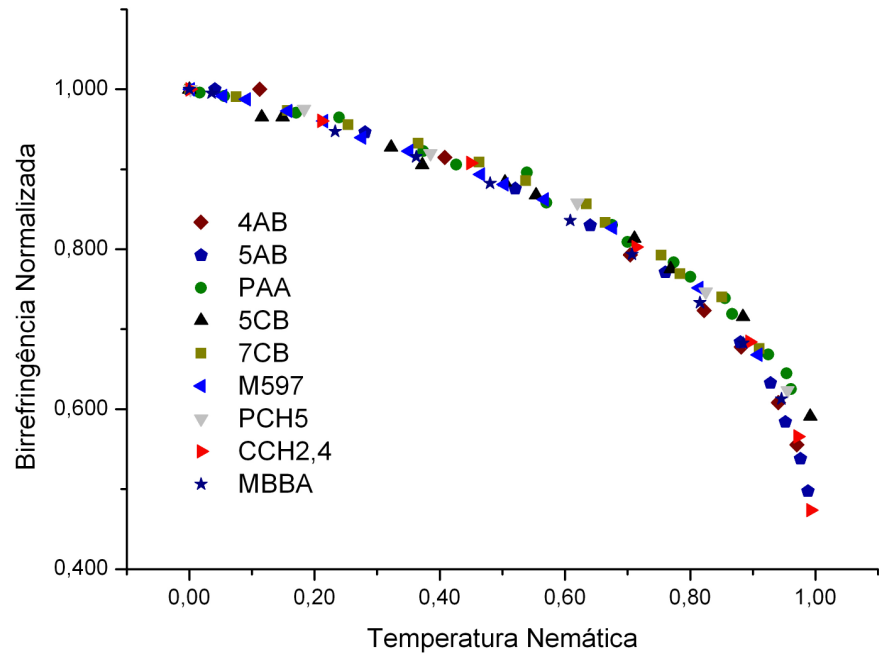 1,000
0,800
0,600
0,400
Birrefringência Normalizada
4AB
5AB
PAA
5CB
7CB
M597
PCH5
CCH2,4
MBBA
0,00 0,20 0,40 0,60 0,80 1,00
Temperatura Nemática